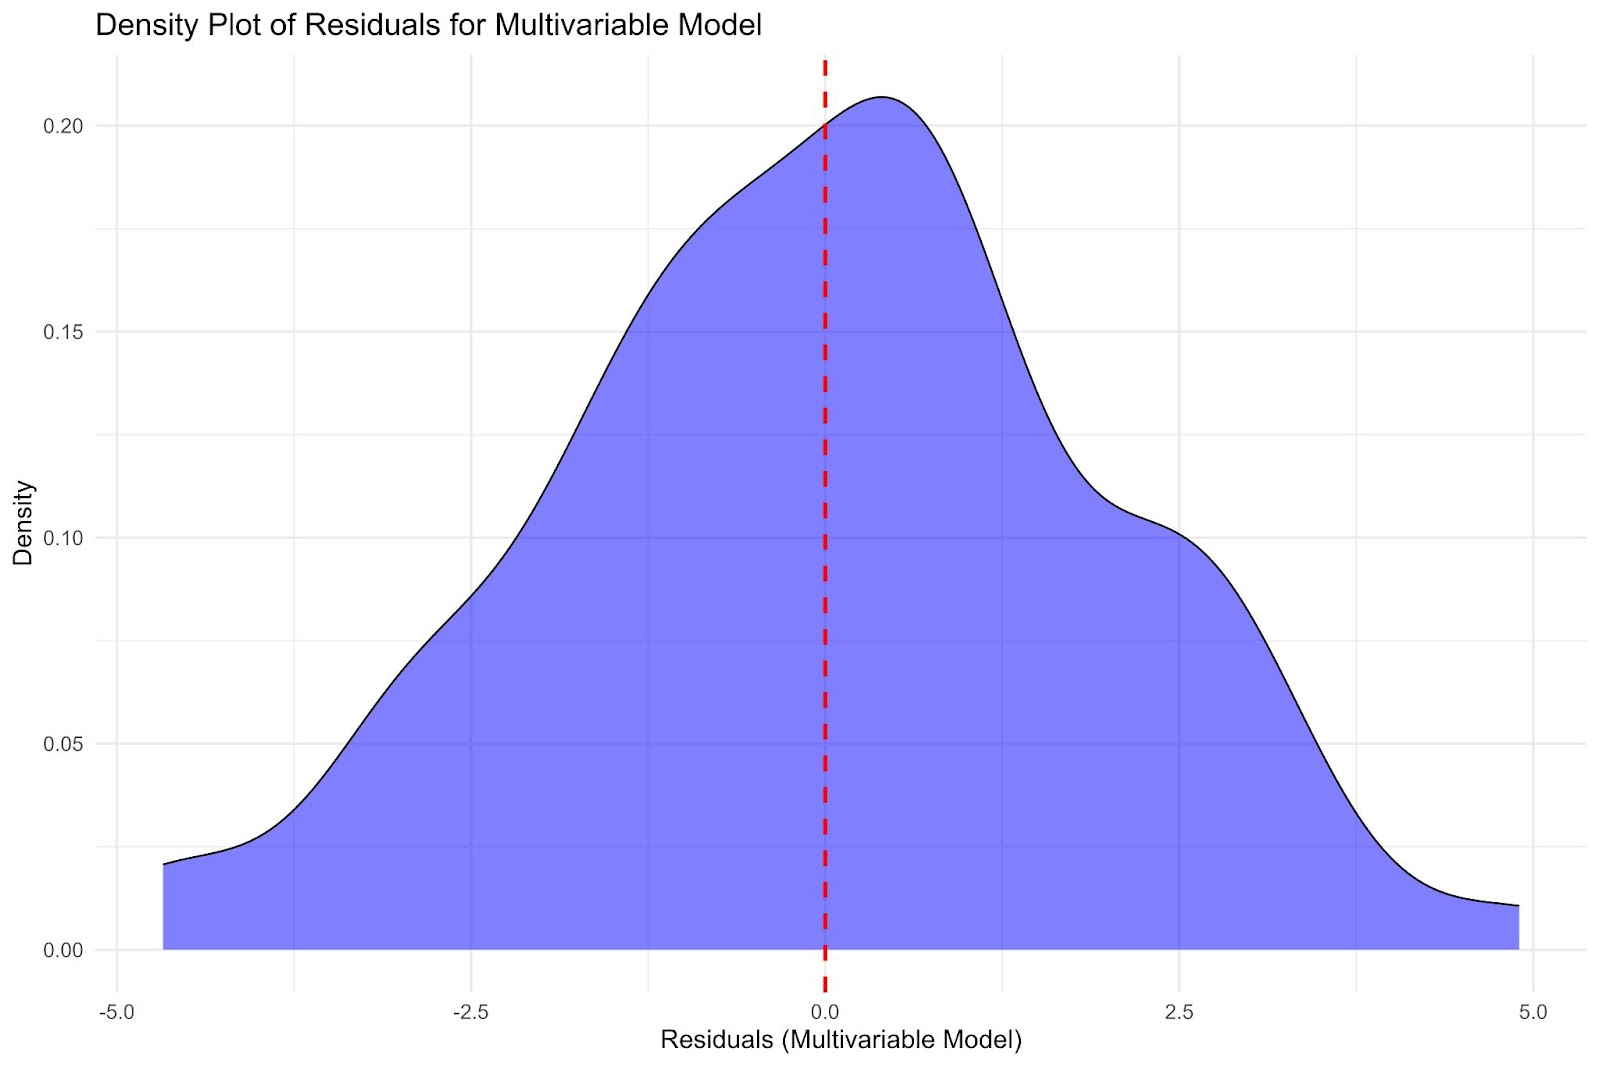 Density Plot of Residuals for Multivariable Model
0.20
0.15
0.10
0.05
0.00
Density
-5.0 -2.5 0.0 2.5 5.0
Residuals (Multivariable Model)